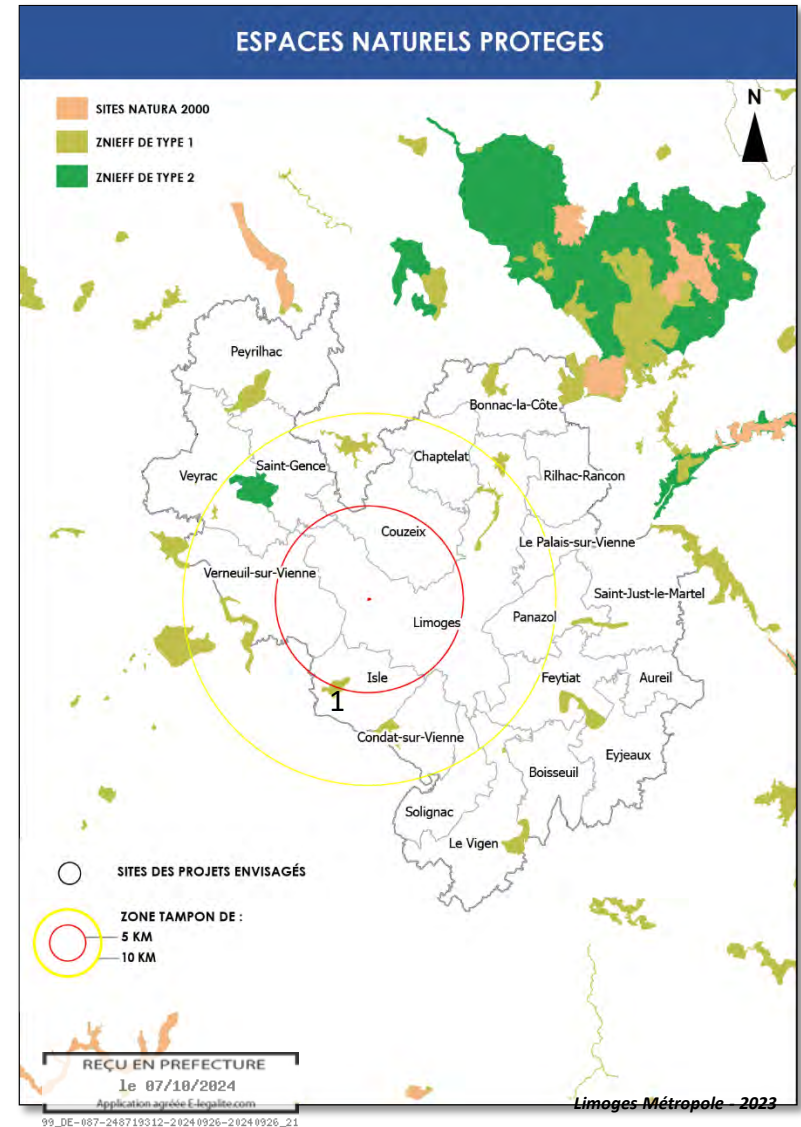 ESPACES NATURELS PROTEGES
SITES NATURA 2000
ZNIEFF DE TYPE 1
ZNIEFF DE TYPE 2
N
Peyrilhac
Bonnac-la-Côte
Chaptelat
Saint-Gence
Veyrac
Rilhac-Rancon
Couzeix
Le Palais-sur-Vienne
Verneuil-sur-Vienne
Saint-Just-le-Martel
Limoges
Panazol
Isle
Feytiat
Aureil
1
Condat-sur-Vienne
Eyjeaux
Boisseuil
Solignac
Le Vigen
SITES DES PROJETS ENVISAGÉS
ZONE TAMPON DE :
5 KM
10 KM
REÇU EN PREFECTURE
le 07/10/2024
Application agréée E-legalite.com
Limoges Métropole - 2023
99_DE-087-248719312-20240926-20240926_21